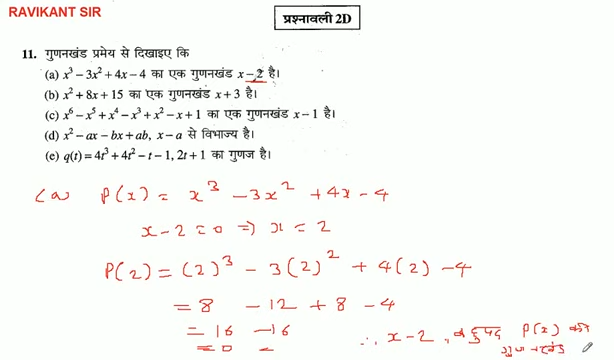 RAVIKANT SIR
प्रश्नावली 2D
11. गुणनखंड प्रमेय से दिखाइए कि
(a) x³ – 3x² + 4x – 4 का एक गुणनखंड x – 2 है।
(b) x² + 8x + 15 का एक गुणनखंड x + 3 है।
(c) x⁶ – x⁵ + x⁴ – x³ + x² – x + 1 का एक गुणनखंड x – 1 है।
(d) x² – ax – bx + ab, x – a से विभाज्य है।
(e) q(t) = 4t³ + 4t² – t – 1, 2t + 1 का गुणज है।
(a P(x) = x³ – 3x² + 4x – 4
x – 2 = 0 ⇒ x = 2
P(2) = (2)³ – 3(2)² + 4(2) – 4
= 8 – 12 + 8 – 4
= 16 – 16
= 0 =
∴ x – 2, बहुपद P(x) का
गुणनखंड